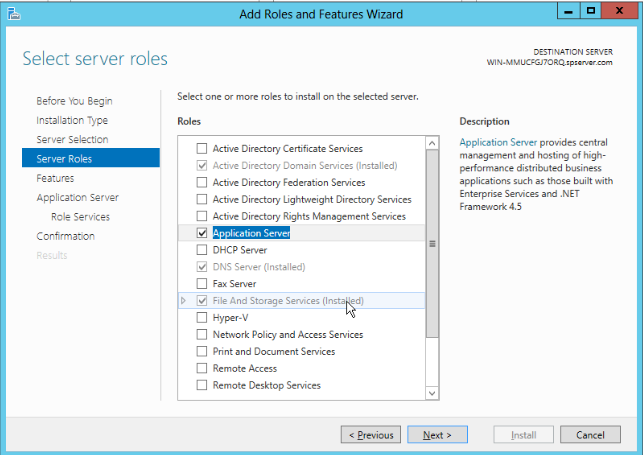 Add Roles and Features Wizard
Select server roles
DESTINATION SERVER
WIN-MMUCFGJ7ORQ.spserver.com
Before You Begin
Installation Type
Server Selection
Server Roles
Features
Application Server
Role Services
Confirmation
Results
Select one or more roles to install on the selected server.
Roles
Active Directory Certificate Services
Active Directory Domain Services (Installed)
Active Directory Federation Services
Active Directory Lightweight Directory Services
Active Directory Rights Management Services
Application Server
DHCP Server
DNS Server (Installed)
Fax Server
File And Storage Services (Installed)
Hyper-V
Network Policy and Access Services
Print and Document Services
Remote Access
Remote Desktop Services
Description
Application Server provides central
management and hosting of high-
performance distributed business
applications such as those built with
Enterprise Services and .NET
Framework 4.5
< Previous
Next >
Install
Cancel